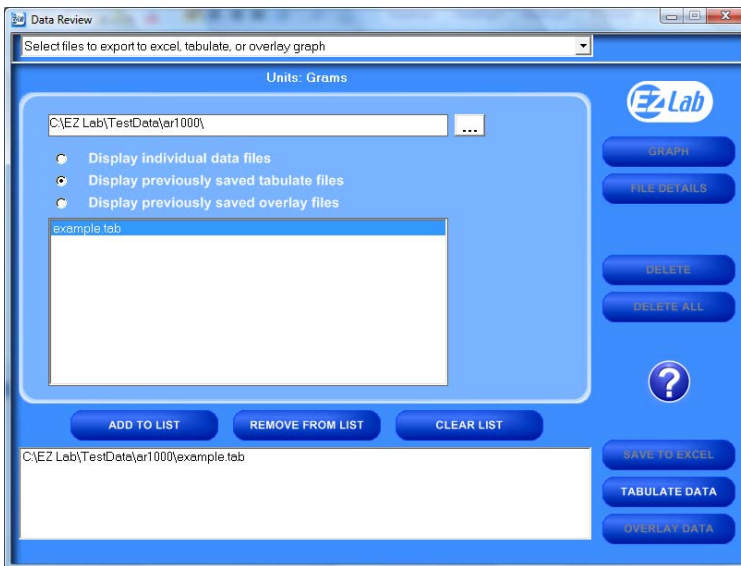 Data Review
Select files to export to excel, tabulate, or overlay graph
Units: Grams
EZ Lab
C:\EZ Lab\TestData\ar1000\
...
Display individual data files
Display previously saved tabulate files
Display previously saved overlay files
example.tab
GRAPH
FILE DETAILS
DELETE
DELETE ALL
?
ADD TO LIST REMOVE FROM LIST CLEAR LIST
C:\EZ Lab\TestData\ar1000\example.tab
SAVE TO EXCEL
TABULATE DATA
OVERLAY DATA